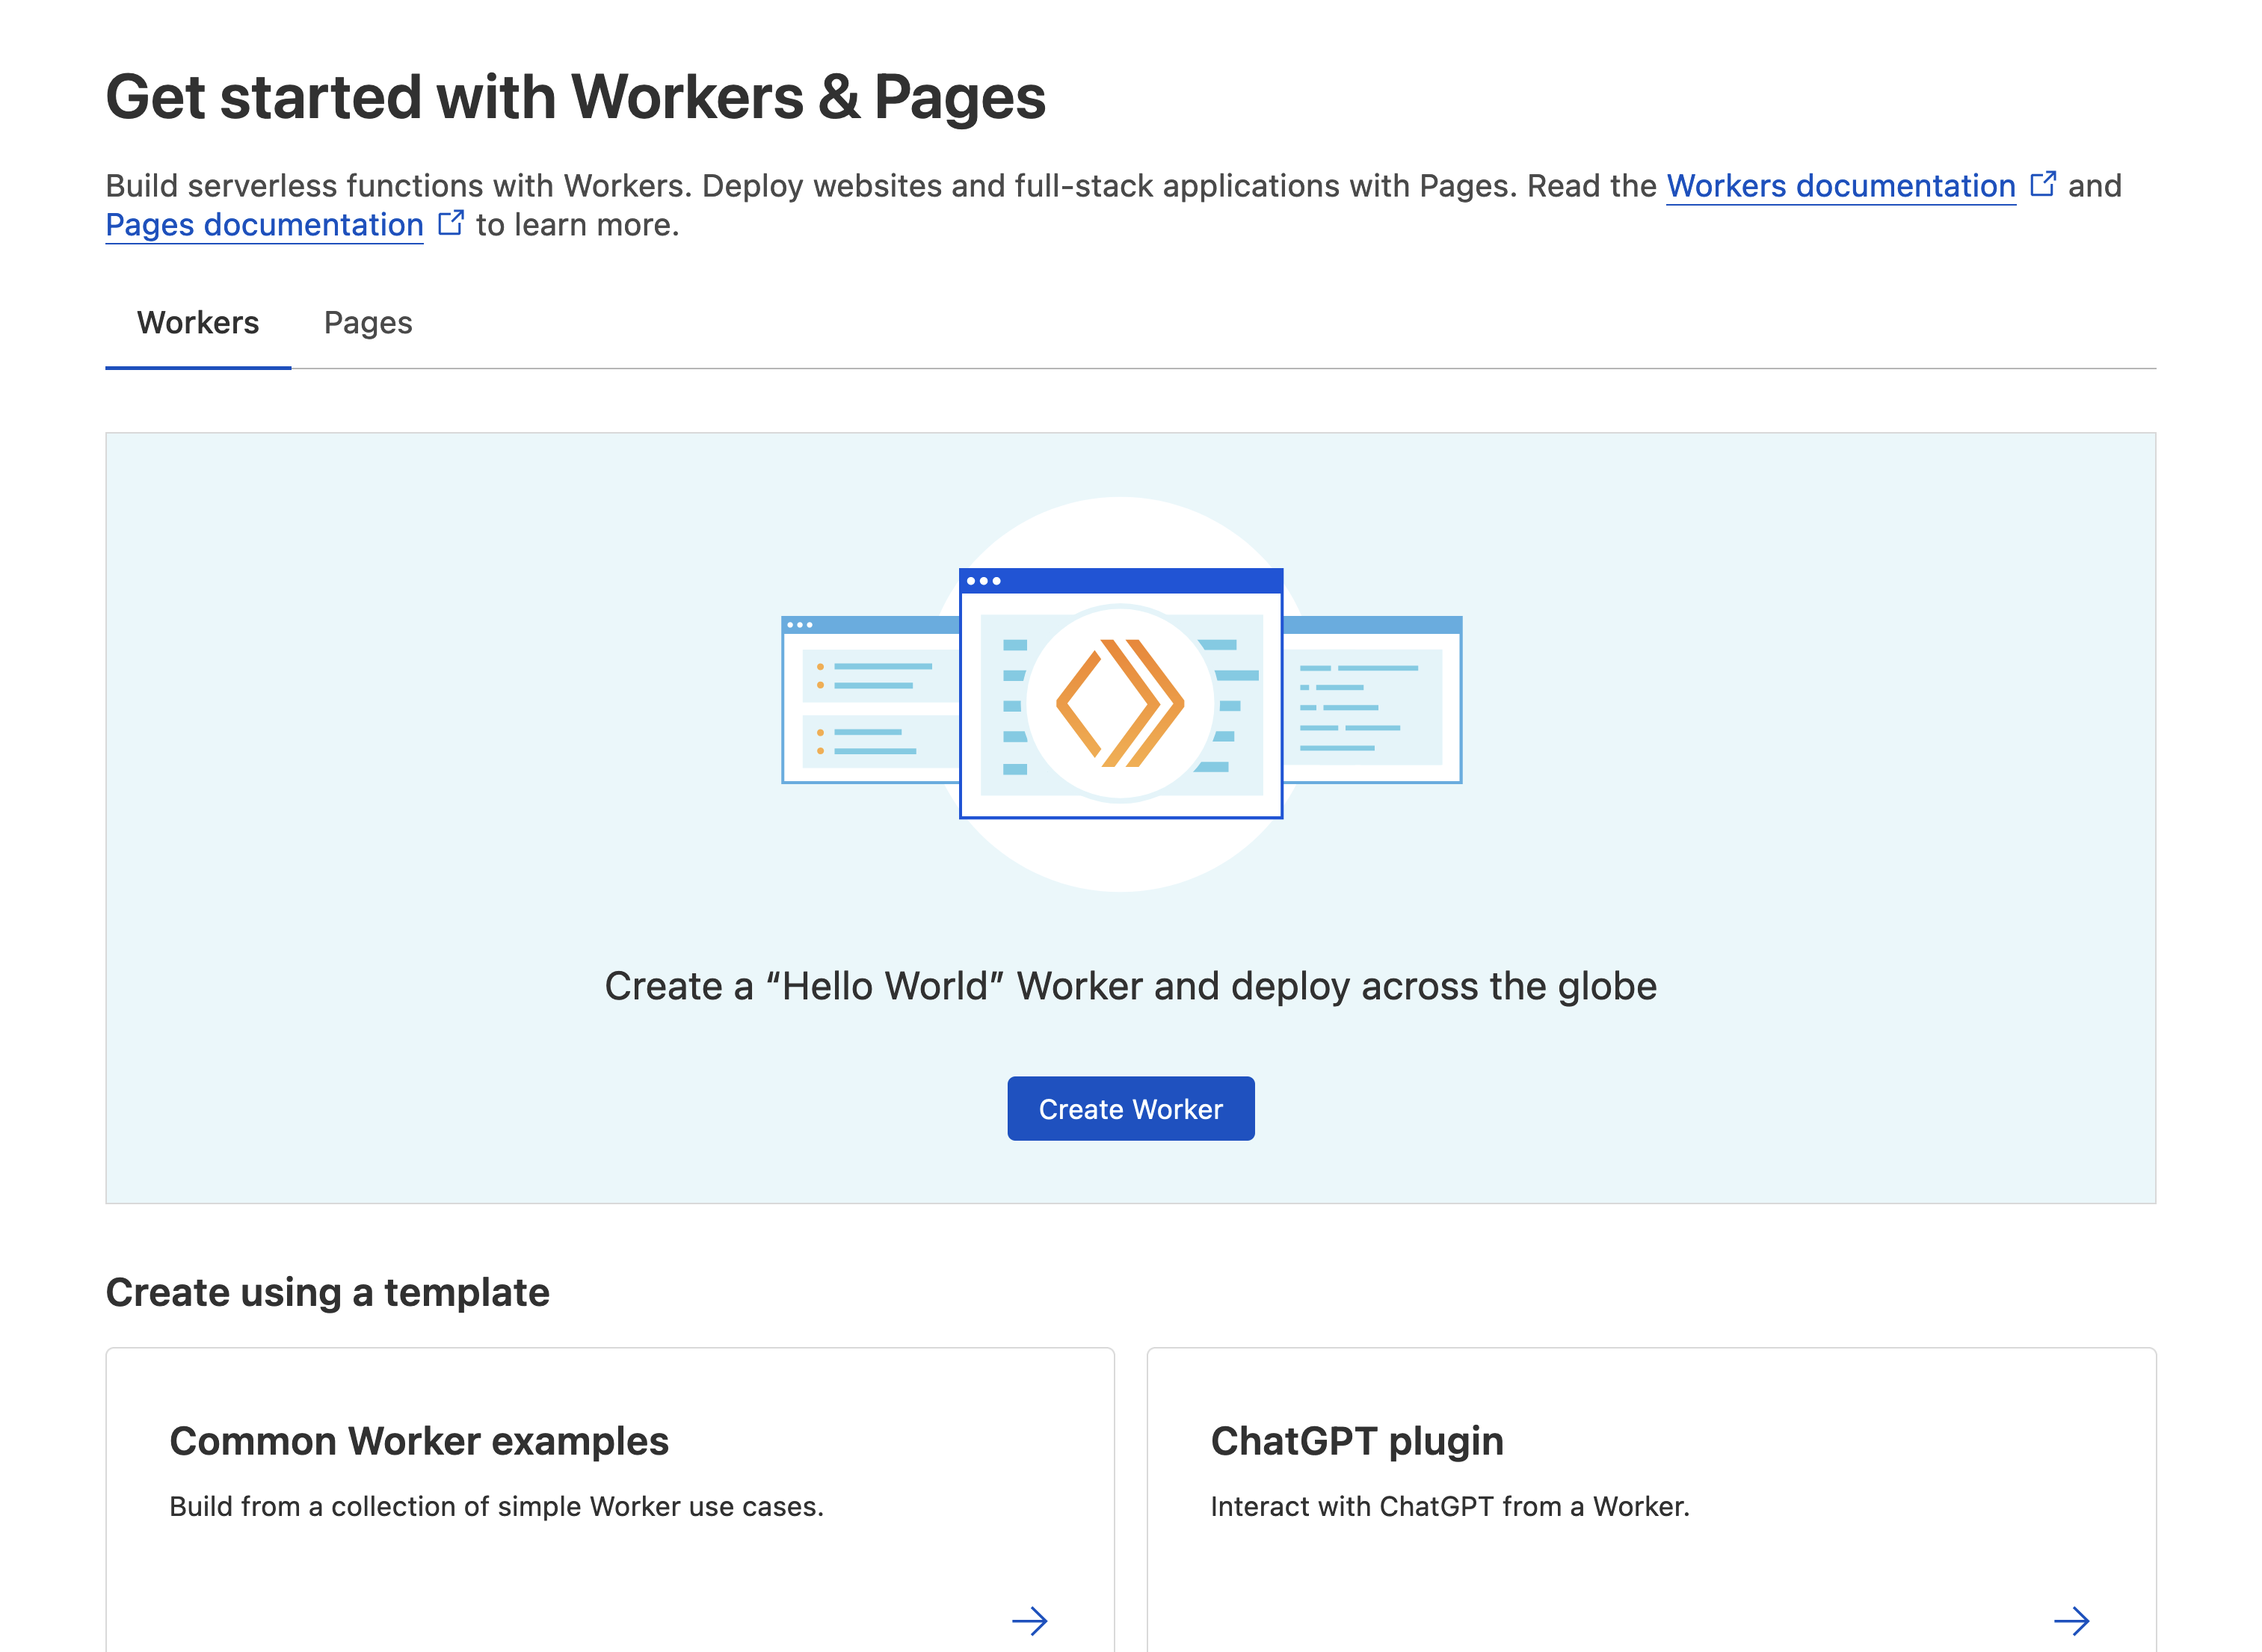 Get started with Workers & Pages
Build serverless functions with Workers. Deploy websites and full-stack applications with Pages. Read the Workers documentation and
Pages documentation to learn more.
Workers Pages
Create a “Hello World” Worker and deploy across the globe
Create Worker
Create using a template
Common Worker examples
Build from a collection of simple Worker use cases.
ChatGPT plugin
Interact with ChatGPT from a Worker.